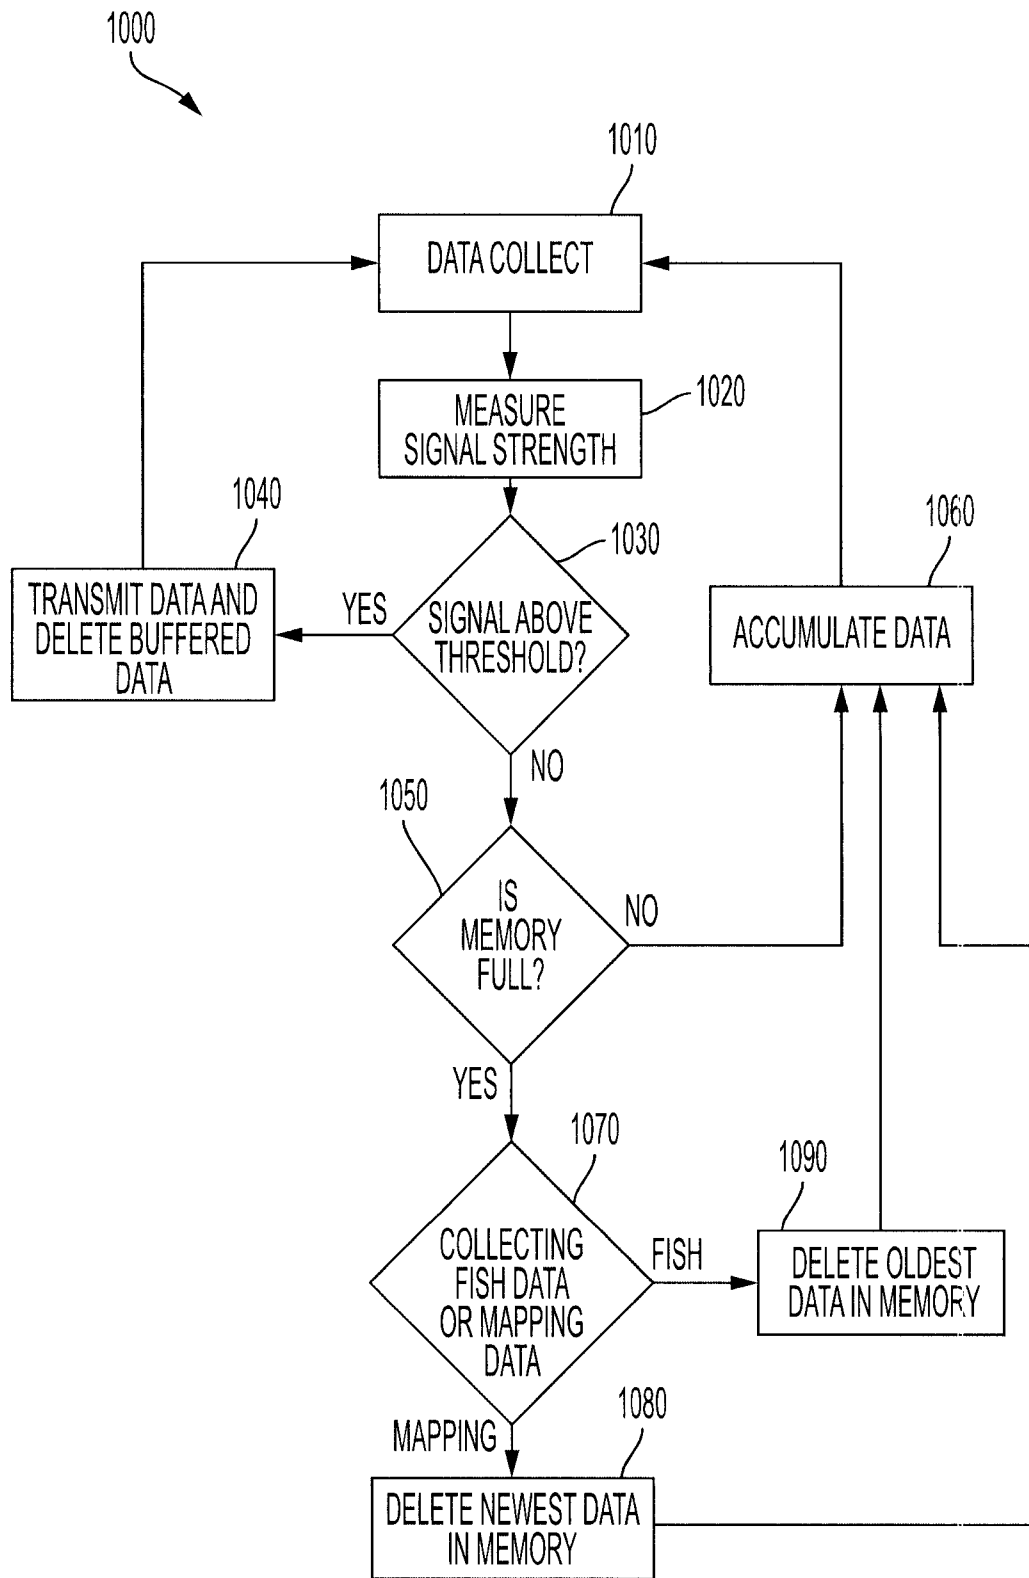 1000
1010
DATA COLLECT
1020
MEASURE
SIGNAL STRENGTH
1030
SIGNAL ABOVE
THRESHOLD?
YES
1040
TRANSMIT DATA AND
DELETE BUFFERED
DATA
1060
ACCUMULATE DATA
NO
1050
IS
MEMORY
FULL?
NO
YES
1070
COLLECTING
FISH DATA
OR MAPPING
DATA
FISH
1090
DELETE OLDEST
DATA IN MEMORY
MAPPING
1080
DELETE NEWEST DATA
IN MEMORY